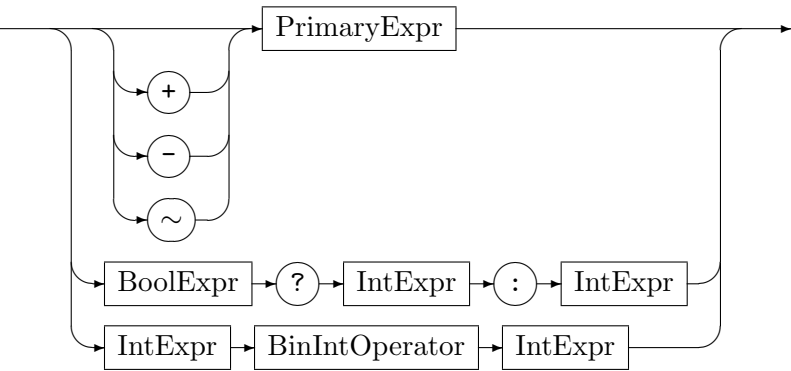 PrimaryExpr
+
-
~
BoolExpr ? IntExpr : IntExpr
IntExpr BinIntOperator IntExpr